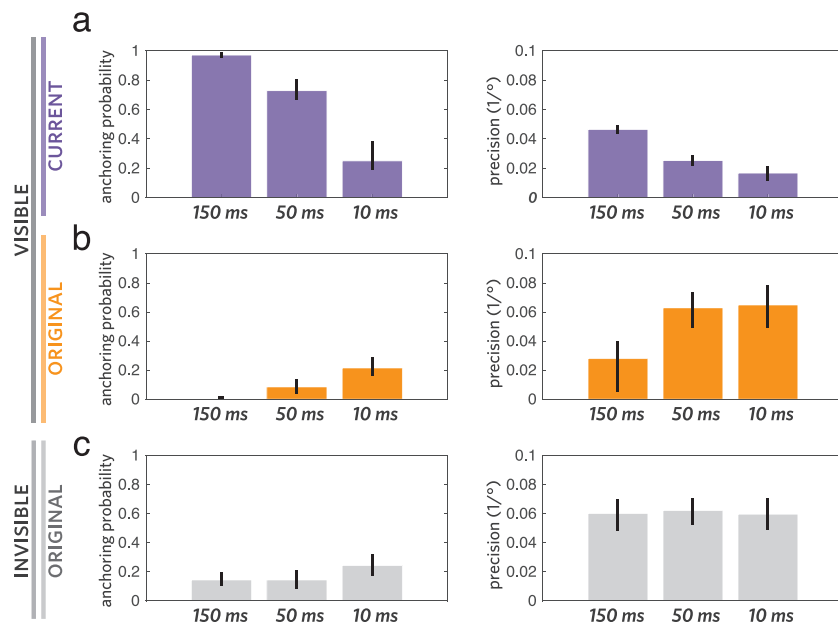 a
VISIBLE
CURRENT
anchoring probability
1
0.8
0.6
0.4
0.2
0
150 ms
50 ms
10 ms
precision (1/°)
0.1
0.08
0.06
0.04
0.02
0
150 ms
50 ms
10 ms
b
ORIGINAL
anchoring probability
1
0.8
0.6
0.4
0.2
0
150 ms
50 ms
10 ms
precision (1/°)
0.1
0.08
0.06
0.04
0.02
0
150 ms
50 ms
10 ms
c
INVISIBLE
ORIGINAL
anchoring probability
1
0.8
0.6
0.4
0.2
0
150 ms
50 ms
10 ms
precision (1/°)
0.1
0.08
0.06
0.04
0.02
0
150 ms
50 ms
10 ms